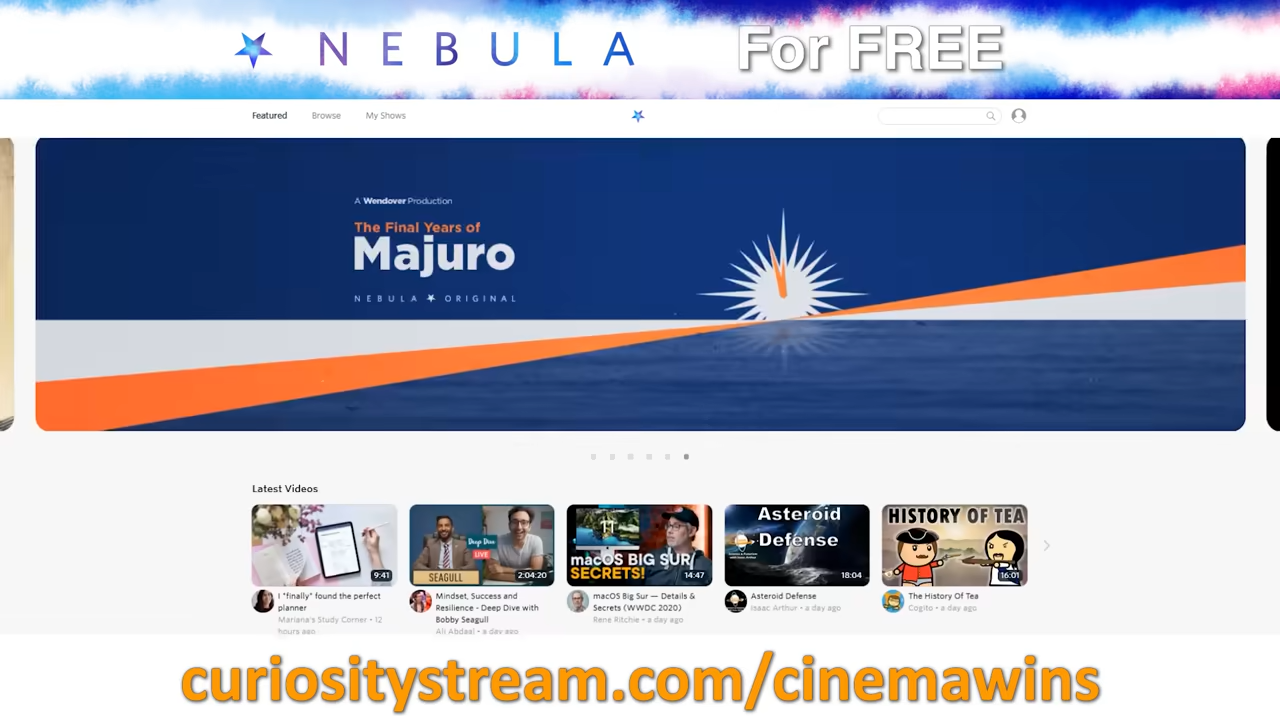 NEBULA For FREE
Featured Browse My Shows
A Wendover Production
The Final Years of
Majuro
NEBULA ORIGINAL
Latest Videos
9:41
Deep Dive
LIVE
SEAGULL
2:04:20
11
macOS BIG SUR
SECRETS!
14:47
Asteroid
Defense
18:04
HISTORY OF TEA
16:01
I "finally" found the perfect
planner
Mariana's Study Corner • 12
hours ago
Mindset, Success and
Resilience - Deep Dive with
Bobby Seagull
Ali Abdaal • a day ago
macOS Big Sur — Details &
Secrets (WWDC 2020)
Rene Ritchie • a day ago
Asteroid Defense
Isaac Arthur • a day ago
The History Of Tea
Cogito • a day ago
curiositystream.com/cinemawins